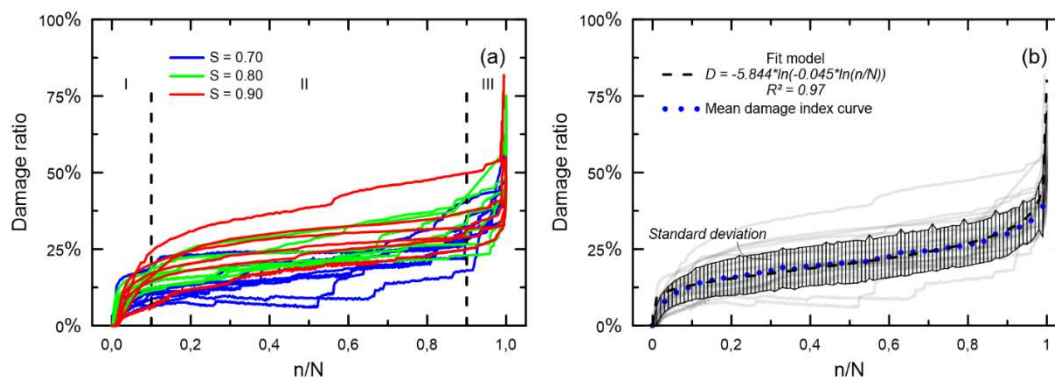 100%
75%
50%
25%
0%
Damage ratio
(a)
S = 0.70
S = 0.80
S = 0.90
I
II
III
0,0
0,2
0,4
0,6
0,8
1,0
n/N
100%
75%
50%
25%
0%
Damage ratio
(b)
Fit model
D = -5.844*ln(-0.045*ln(n/N))
R² = 0.97
Mean damage index curve
Standard deviation
0
0,2
0,4
0,6
0,8
1
n/N